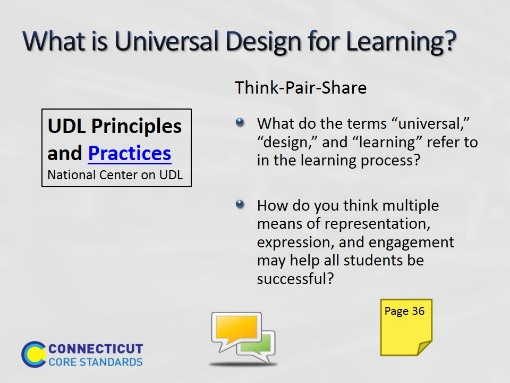 What is Universal Design for Learning?
Think-Pair-Share
UDL Principles
and Practices
National Center on UDL
What do the terms “universal,”
“design,” and “learning” refer to
in the learning process?
How do you think multiple
means of representation,
expression, and engagement
may help all students be
successful?
Page 36
CONNECTICUT
CORE STANDARDS